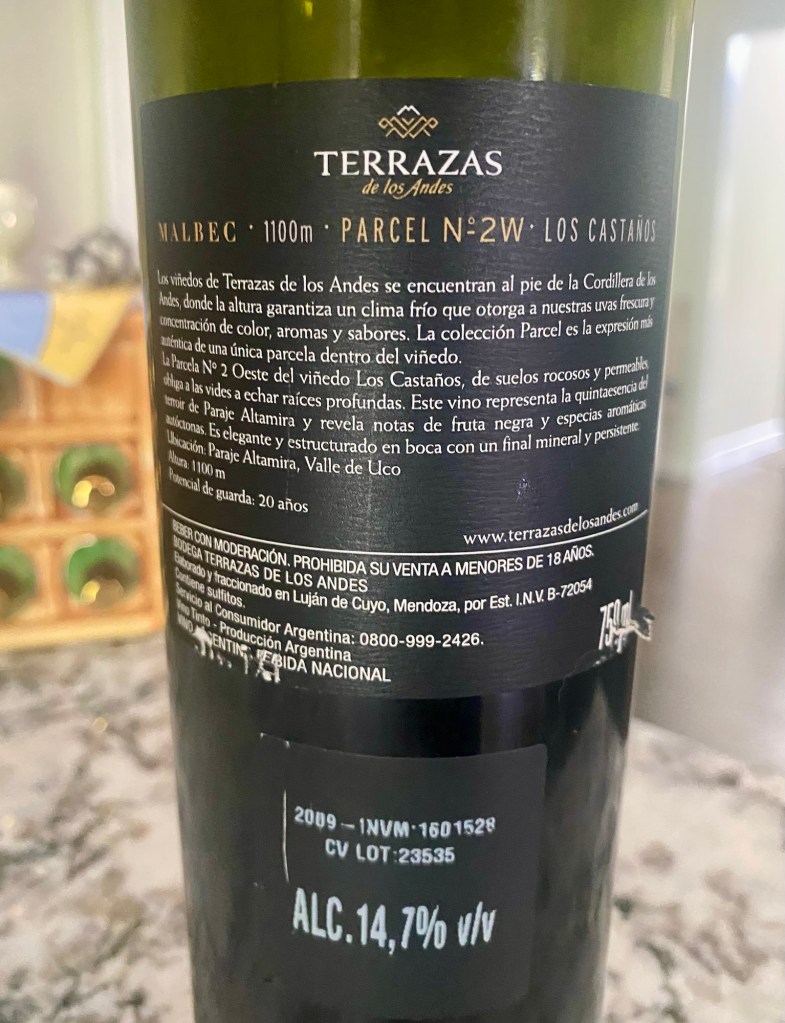 TERRAZAS
de los Andes
MALBEC · 1100m · PARCEL Nº2W · LOS CASTAÑOS
Los viñedos de Terrazas de los Andes se encuentran al pie de la Cordillera de los
Andes, donde la altura garantiza un clima frío que otorga a nuestras uvas frescura y
concentración de color, aromas y sabores. La colección Parcel es la expresión más
auténtica de una única parcela dentro del viñedo.
La Parcela Nº 2 Oeste del viñedo Los Castaños, de suelos rocosos y permeables,
obliga a las vides a echar raíces profundas. Este vino representa la quintaesencia del
terroir de Paraje Altamira y revela notas de fruta negra y especias aromáticas
autóctonas. Es elegante y estructurado en boca con un final mineral y persistente.
Ubicación: Paraje Altamira, Valle de Uco
Altura: 1100 m
Potencial de guarda: 20 años
www.terrazasdelosandes.com
BEBER CON MODERACIÓN. PROHIBIDA SU VENTA A MENORES DE 18 AÑOS.
BODEGA TERRAZAS DE LOS ANDES
Elaborado y fraccionado en Luján de Cuyo, Mendoza, por Est. I.N.V. B-72054
Contiene sulfitos.
Servicio al Consumidor Argentina: 0800-999-2426.
Vino Tinto - Producción Argentina
750ml
BEBIDA NACIONAL
2009 - INVM·1601528
CV LOT:23535
ALC.14,7% v/v